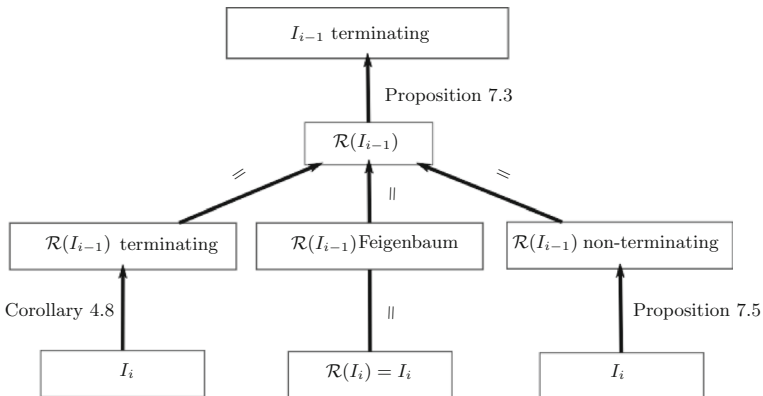 I_{i-1} terminating
Proposition 7.3
ℛ(I_{i-1})
= || =
ℛ(I_{i-1}) terminating ℛ(I_{i-1})Feigenbaum ℛ(I_{i-1}) non-terminating
Corollary 4.8 || Proposition 7.5
I_i ℛ(I_i) = I_i I_i